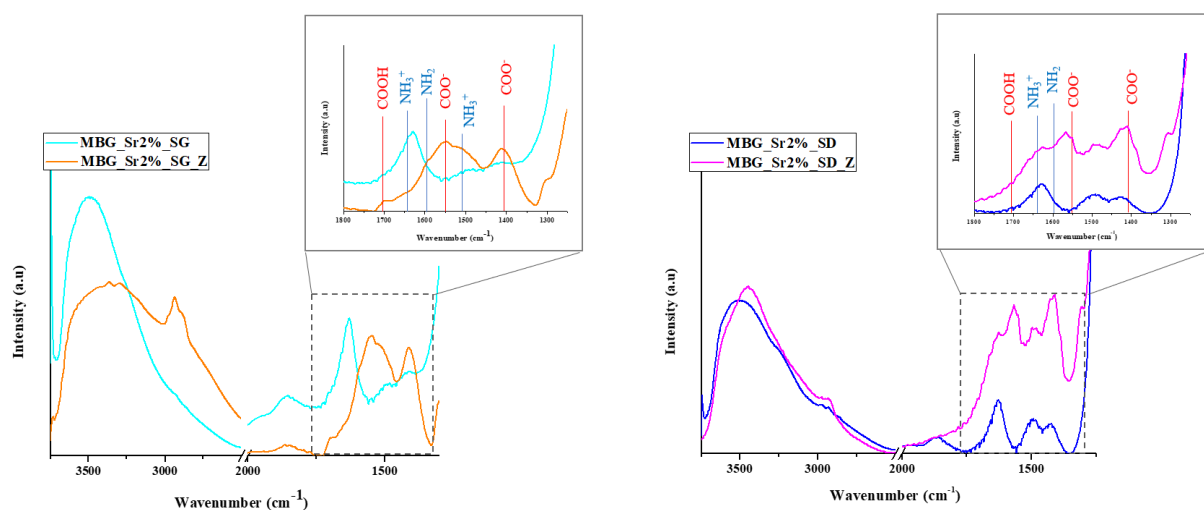 Intensity (a.u)
COOH
NH₃⁺
NH₂
COO⁻
NH₃⁺
COO⁻
1800 1700 1600 1500 1400 1300
Wavenumber (cm⁻¹)
MBG_Sr2%_SG
MBG_Sr2%_SG_Z
Intensity (a.u)
3500 3000 2000 1500
Wavenumber (cm⁻¹)
Intensity (a.u)
COOH
NH₃⁺
NH₂
COO⁻
COO⁻
1800 1700 1600 1500 1400 1300
Wavenumber (cm⁻¹)
MBG_Sr2%_SD
MBG_Sr2%_SD_Z
Intensity (a.u)
3500 3000 2000 1500
Wavenumber (cm⁻¹)